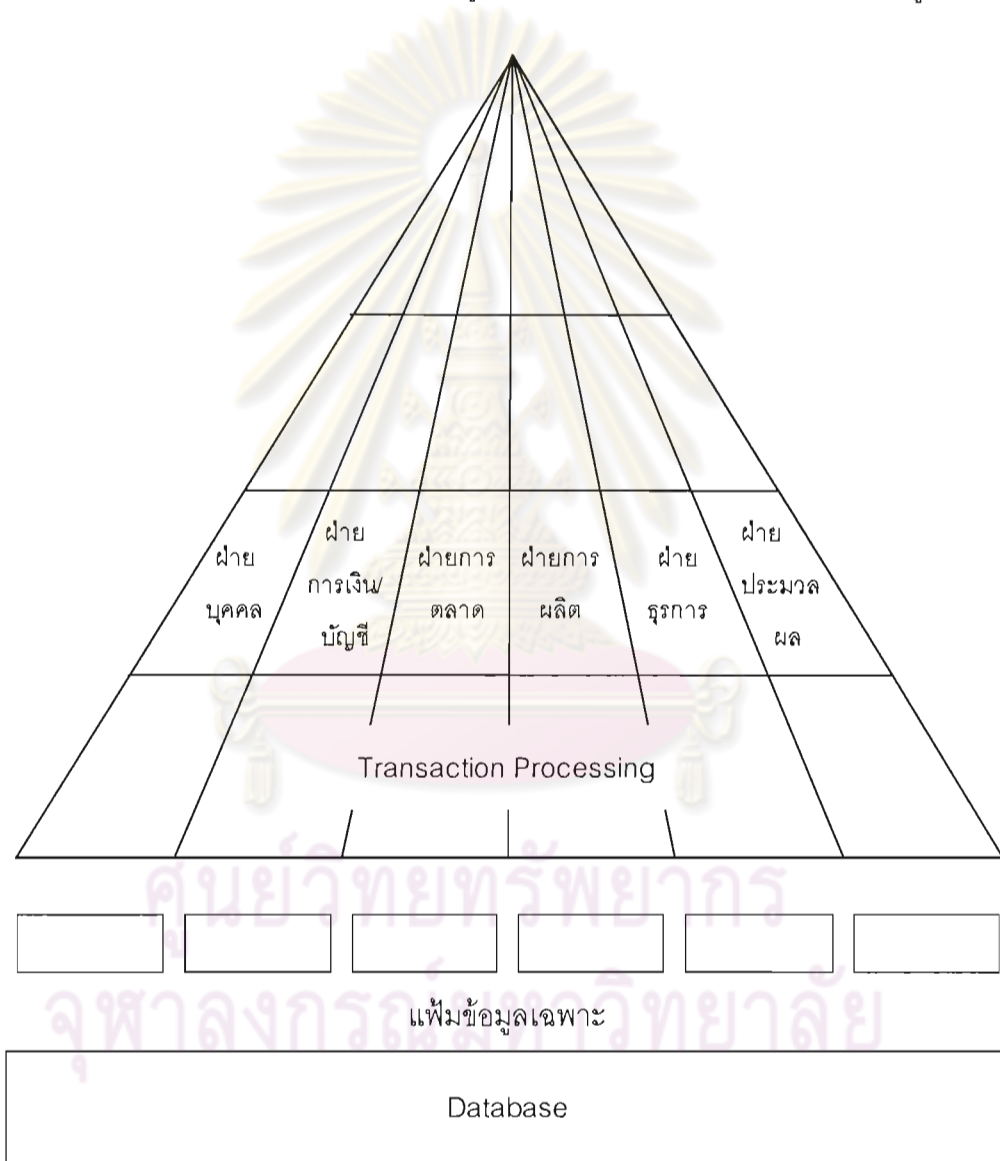 ฝ่าย
บุคคล
ฝ่าย
การเงิน/
บัญชี
ฝ่ายการ
ตลาด
ฝ่ายการ
ผลิต
ฝ่าย
ธุรการ
ฝ่าย
ประมวล
ผล
Transaction Processing
ศูนย์วิทยทรัพยากร
แฟ้มข้อมูลเฉพาะ
จุฬาลงกรณ์มหาวิทยาลัย
Database